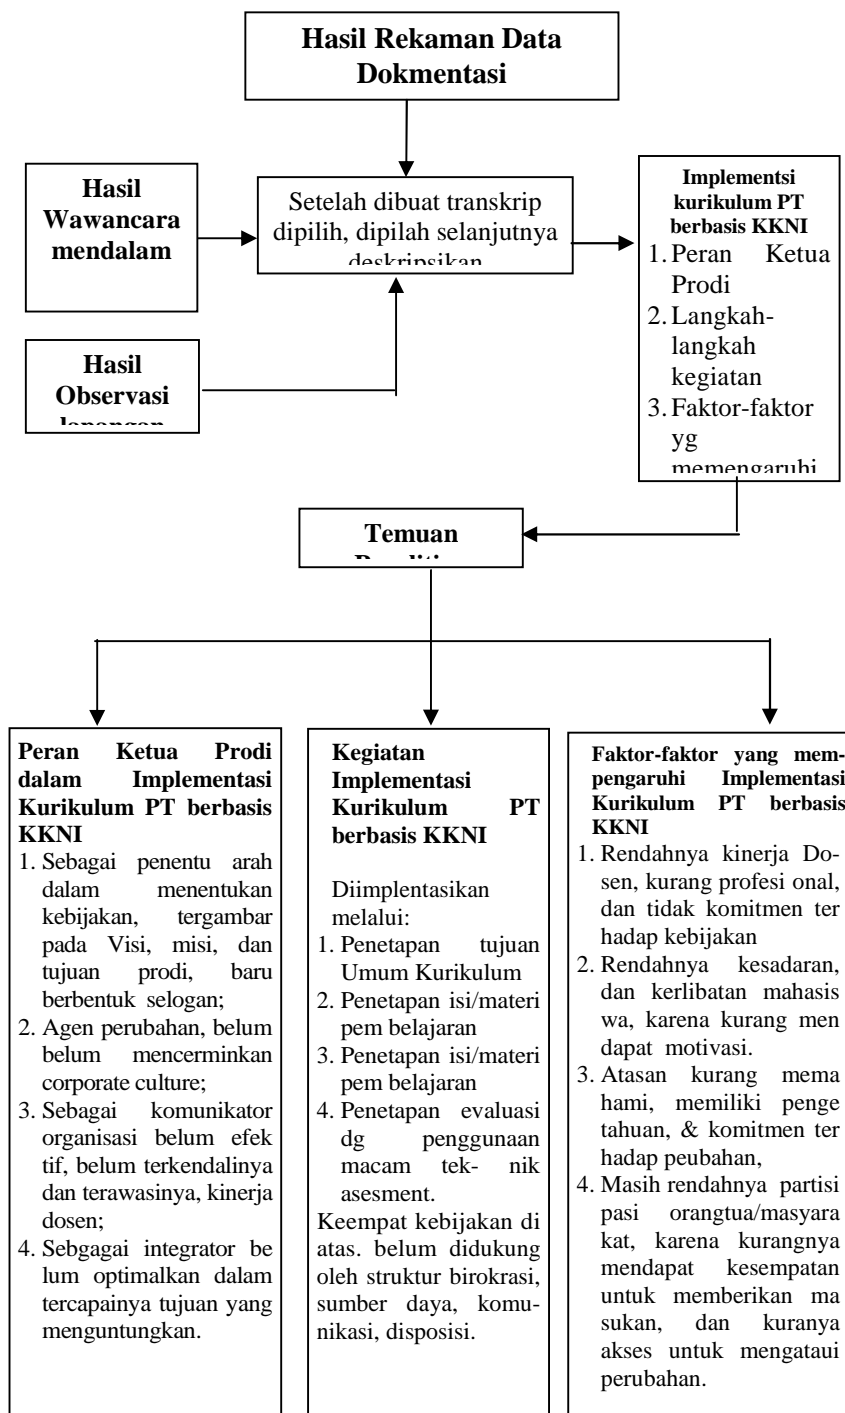 Hasil Rekaman Data
Dokmentasi
Hasil
Wawancara
mendalam
Setelah dibuat transkrip
dipilih, dipilah selanjutnya
deskripsikan
Implementsi
kurikulum PT
berbasis KKNI
1. Peran Ketua
Prodi
2. Langkah-
langkah
kegiatan
3. Faktor-faktor
yg
memengaruhi
Hasil
Observasi
lapangan
Temuan
Peran Ketua Prodi
dalam Implementasi
Kurikulum PT berbasis
KKNI
1. Sebagai penentu arah
dalam menentukan
kebijakan, tergambar
pada Visi, misi, dan
tujuan prodi, baru
berbentuk selogan;
2. Agen perubahan, belum
belum mencerminkan
corporate culture;
3. Sebagai komunikator
organisasi belum efek
tif, belum terkendalinya
dan terawasinya, kinerja
dosen;
4. Sebgagai integrator be
lum optimalkan dalam
tercapainya tujuan yang
menguntungkan.
Kegiatan
Implementasi
Kurikulum PT
berbasis KKNI
Diimplentasikan
melalui:
1. Penetapan tujuan
Umum Kurikulum
2. Penetapan isi/materi
pem belajaran
3. Penetapan isi/materi
pem belajaran
4. Penetapan evaluasi
dg penggunaan
macam tek- nik
asesment.
Keempat kebijakan di
atas. belum didukung
oleh struktur birokrasi,
sumber daya, komu-
nikasi, disposisi.
Faktor-faktor yang mem-
pengaruhi Implementasi
Kurikulum PT berbasis
KKNI
1. Rendahnya kinerja Do-
sen, kurang profesi onal,
dan tidak komitmen ter
hadap kebijakan
2. Rendahnya kesadaran,
dan kerlibatan mahasis
wa, karena kurang men
dapat motivasi.
3. Atasan kurang mema
hami, memiliki penge
tahuan, & komitmen ter
hadap peubahan,
4. Masih rendahnya partisi
pasi orangtua/masyara
kat, karena kurangnya
mendapat kesempatan
untuk memberikan ma
sukan, dan kuranya
akses untuk mengataui
perubahan.